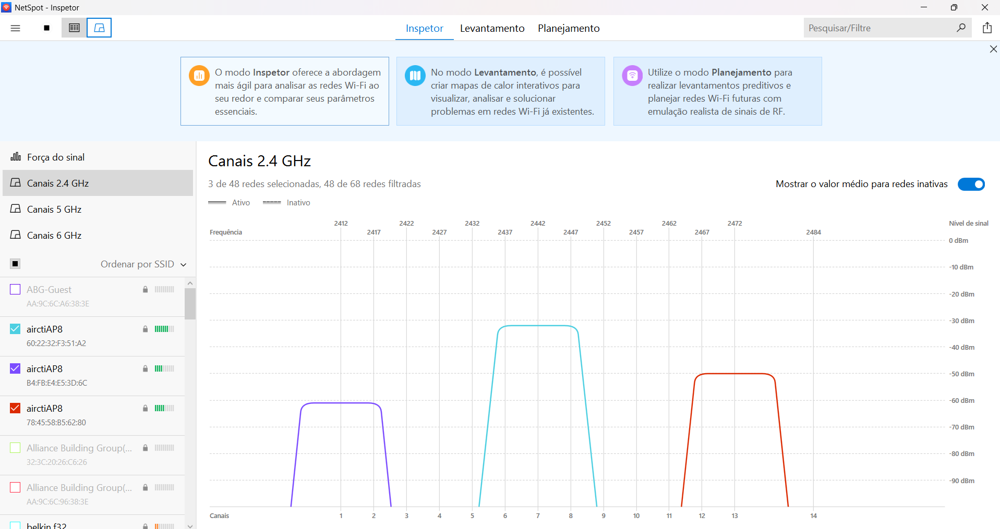 NetSpot - Inspetor
Inspetor Levantamento Planejamento
Pesquisar/Filtre
O modo Inspetor oferece a abordagem
mais ágil para analisar as redes Wi-Fi ao
seu redor e comparar seus parâmetros
essenciais.
No modo Levantamento, é possível
criar mapas de calor interativos para
visualizar, analisar e solucionar
problemas em redes Wi-Fi já existentes.
Utilize o modo Planejamento para
realizar levantamentos preditivos e
planejar redes Wi-Fi futuras com
emulação realista de sinais de RF.
Força do sinal
Canais 2.4 GHz
Canais 5 GHz
Canais 6 GHz
Ordenar por SSID
ABG-Guest
AA:9C:6C:A6:38:3E
airctiAP8
60:22:32:F3:51:A2
airctiAP8
B4:FB:E4:E5:3D:6C
airctiAP8
78:45:58:B5:62:80
Alliance Building Group(...
32:3C:20:26:C6:26
Alliance Building Group(...
AA:9C:6C:96:38:3E
belkin.f32
Canais 2.4 GHz
3 de 48 redes selecionadas, 48 de 68 redes filtradas
Mostrar o valor médio para redes inativas
Ativo Inativo
2412 2422 2432 2442 2452 2462 2472 Nível de sinal
Frequência 2417 2427 2437 2447 2457 2467 2484
0 dBm
-10 dBm
-20 dBm
-30 dBm
-40 dBm
-50 dBm
-60 dBm
-70 dBm
-80 dBm
-90 dBm
Canais 1 2 3 4 5 6 7 8 9 10 11 12 13 14